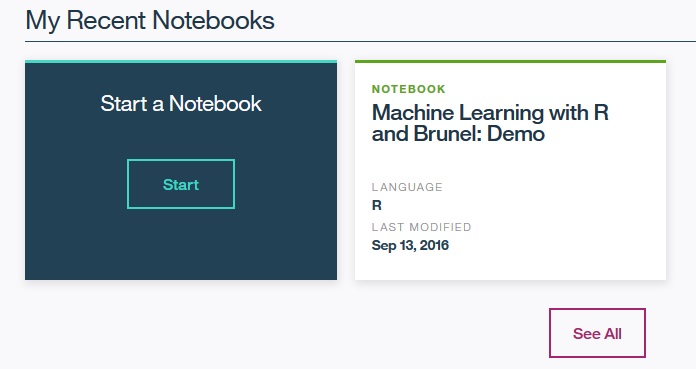 My Recent Notebooks
Start a Notebook
Start
NOTEBOOK
Machine Learning with R
and Brunel: Demo
LANGUAGE
R
LAST MODIFIED
Sep 13, 2016
See All